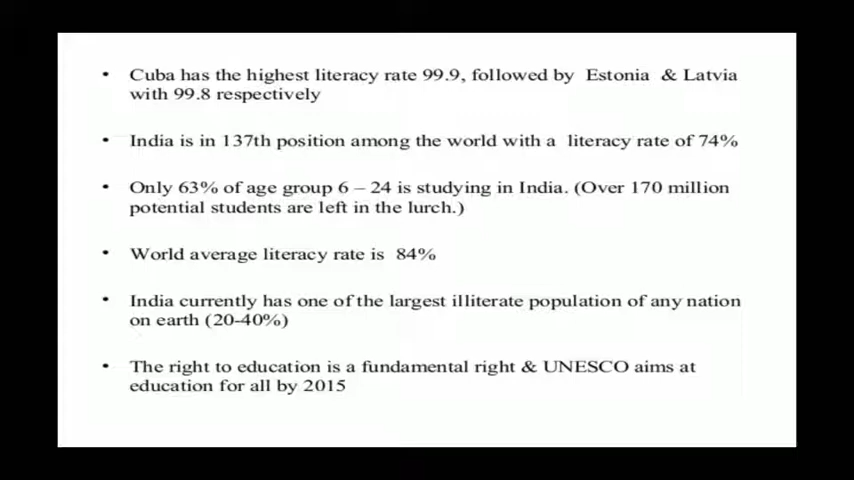 • Cuba has the highest literacy rate 99.9, followed by Estonia & Latvia
with 99.8 respectively
• India is in 137th position among the world with a literacy rate of 74%
• Only 63% of age group 6 – 24 is studying in India. (Over 170 million
potential students are left in the lurch.)
• World average literacy rate is 84%
• India currently has one of the largest illiterate population of any nation
on earth (20-40%)
• The right to education is a fundamental right & UNESCO aims at
education for all by 2015